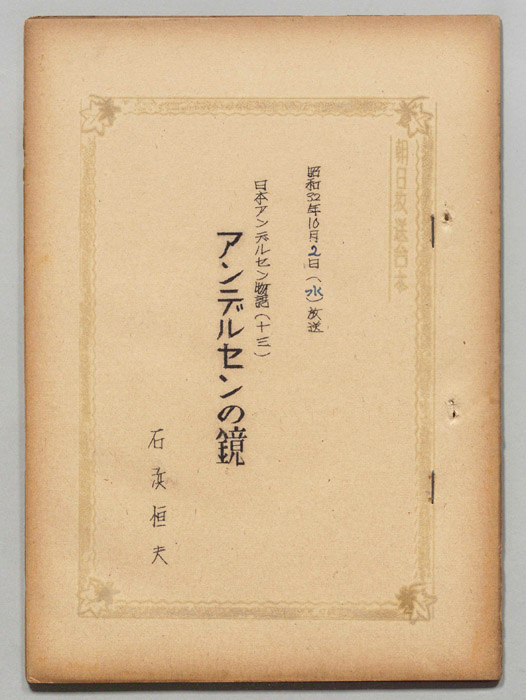 朝日放送台本
昭和32年10月2日（水）放送
日本アンデルセン物語（十三）
アンデルセンの鏡
石濱恒夫